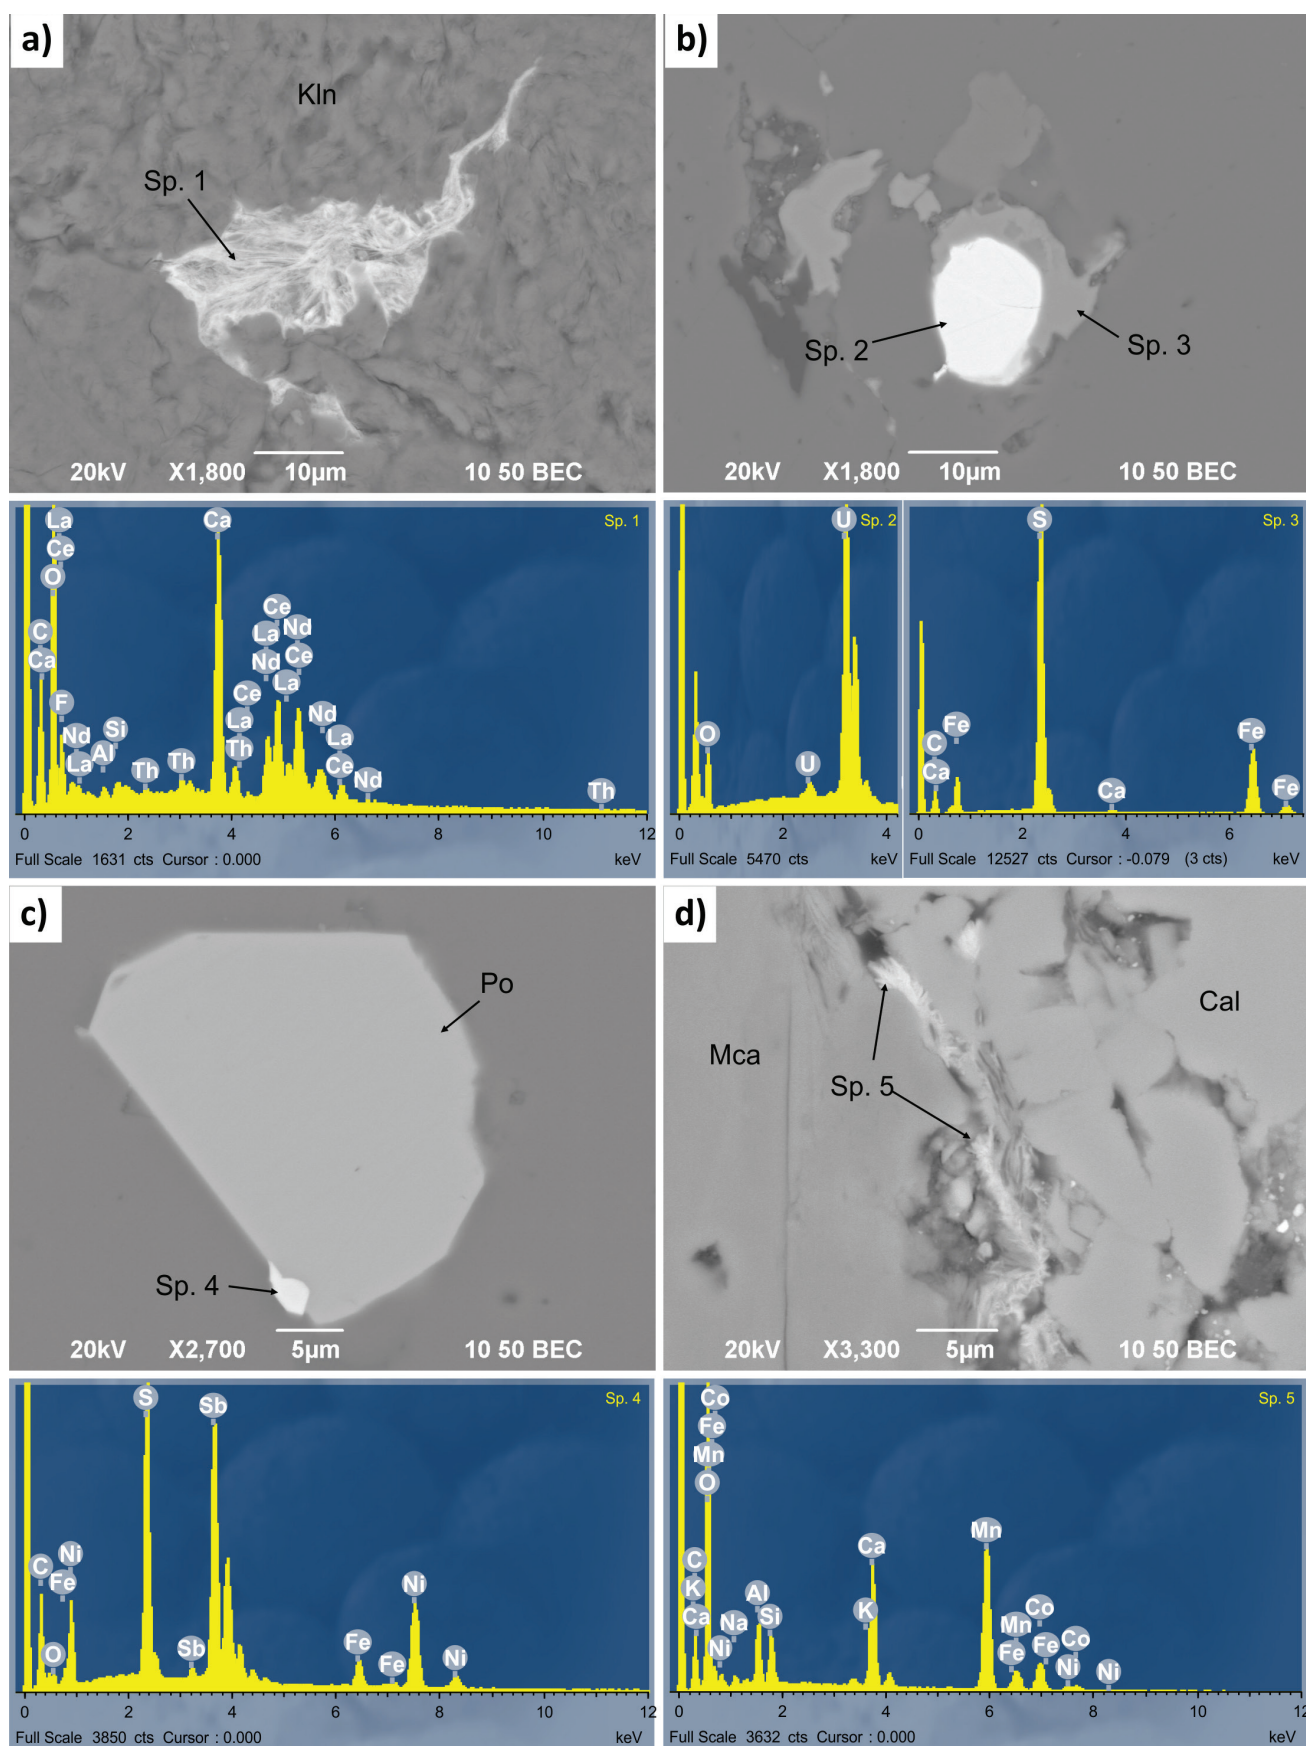 a)
Kln
Sp. 1
20kV X1,800 10µm 10 50 BEC
b)
Sp. 2
Sp. 3
20kV X1,800 10µm 10 50 BEC
Sp. 1
La
Ce
O
C
Ca
F
Nd
La
Al
Si
Th
Th
Ca
Ce
La
Th
Ce
La
Nd
Nd
Ce
La
Nd
La
Ce
Nd
Th
0 2 4 6 8 10 12
Full Scale 1631 cts Cursor : 0.000 keV
Sp. 2
U
O
U
0 2 4
Full Scale 5470 cts keV
Sp. 3
S
Fe
C
Ca
Ca
Fe
Fe
0 2 4 6
Full Scale 12527 cts Cursor : -0.079 (3 cts) keV
c)
Po
Sp. 4
20kV X2,700 5µm 10 50 BEC
d)
Mca
Cal
Sp. 5
20kV X3,300 5µm 10 50 BEC
Sp. 4
S
Sb
Ni
C
Fe
O
Sb
Fe
Fe
Ni
Ni
0 2 4 6 8 10 12
Full Scale 3850 cts Cursor : 0.000 keV
Sp. 5
Co
Fe
Mn
O
C
K
Ca
Ni
Na
Al
Si
Ca
K
Mn
Co
Mn
Fe
Fe
Co
Ni
Ni
0 2 4 6 8 10 12
Full Scale 3632 cts Cursor : 0.000 keV